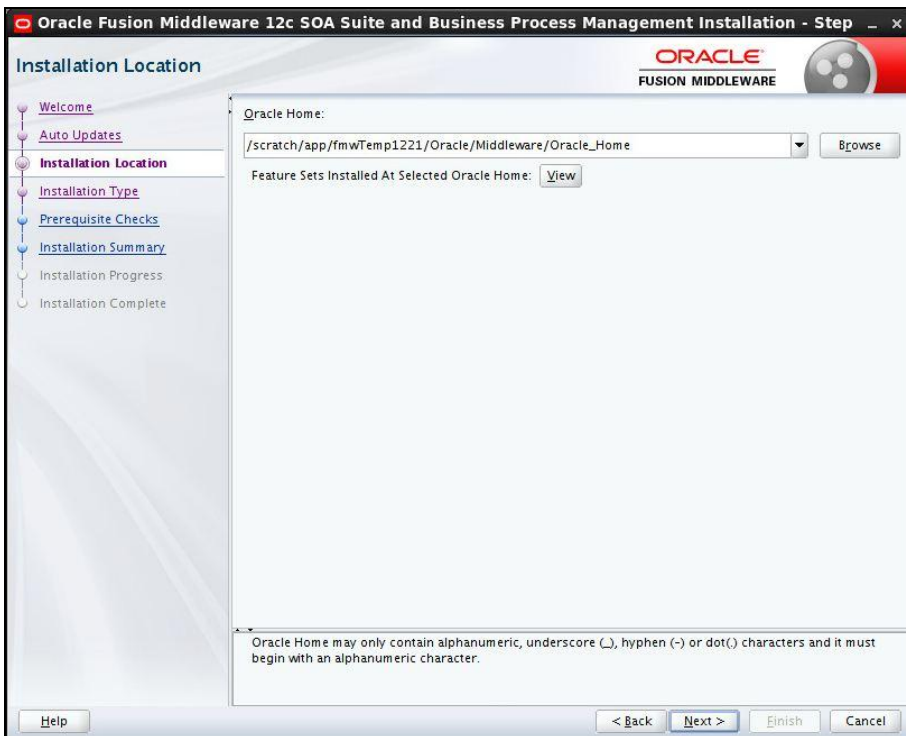 Oracle Fusion Middleware 12c SOA Suite and Business Process Management Installation - Step
Installation Location
ORACLE
FUSION MIDDLEWARE
Welcome
Auto Updates
Installation Location
Installation Type
Prerequisite Checks
Installation Summary
Installation Progress
Installation Complete
Oracle Home:
/scratch/app/fmwTemp1221/Oracle/Middleware/Oracle_Home
Browse
Feature Sets Installed At Selected Oracle Home: View
Oracle Home may only contain alphanumeric, underscore (_), hyphen (-) or dot(.) characters and it must
begin with an alphanumeric character.
Help
< Back Next > Finish Cancel